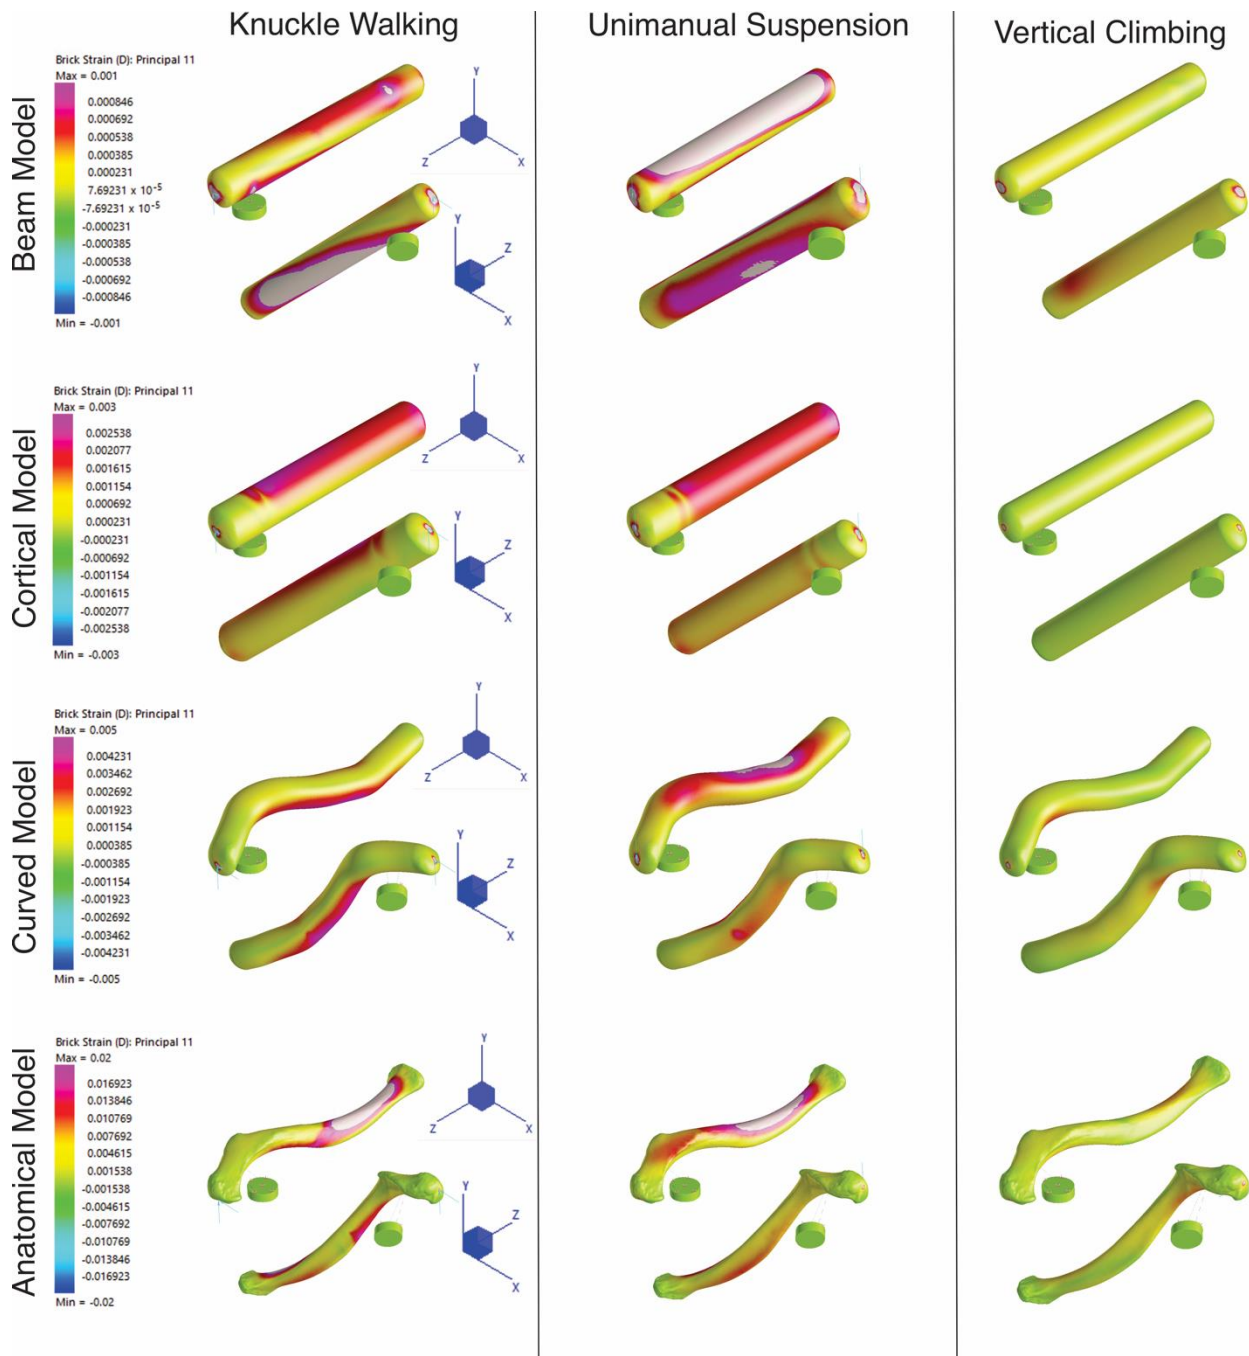 Knuckle Walking
Unimanual Suspension
Vertical Climbing
Beam Model
Brick Strain (D): Principal 11
Max = 0.001
0.000846
0.000692
0.000538
0.000385
0.000231
7.69231 x 10-5
-7.69231 x 10-5
-0.000231
-0.000385
-0.000538
-0.000692
-0.000846
Min = -0.001
Y
Z
X
Y
Z
X
Cortical Model
Brick Strain (D): Principal 11
Max = 0.003
0.002538
0.002077
0.001615
0.001154
0.000692
0.000231
-0.000231
-0.000692
-0.001154
-0.001615
-0.002077
-0.002538
Min = -0.003
Y
Z
X
Y
Z
X
Curved Model
Brick Strain (D): Principal 11
Max = 0.005
0.004231
0.003462
0.002692
0.001923
0.001154
0.000385
-0.000385
-0.001154
-0.001923
-0.002692
-0.003462
-0.004231
Min = -0.005
Y
Z
X
Y
Z
X
Anatomical Model
Brick Strain (D): Principal 11
Max = 0.02
0.016923
0.013846
0.010769
0.007692
0.004615
0.001538
-0.001538
-0.004615
-0.007692
-0.010769
-0.013846
-0.016923
Min = -0.02
Y
Z
X
Y
Z
X